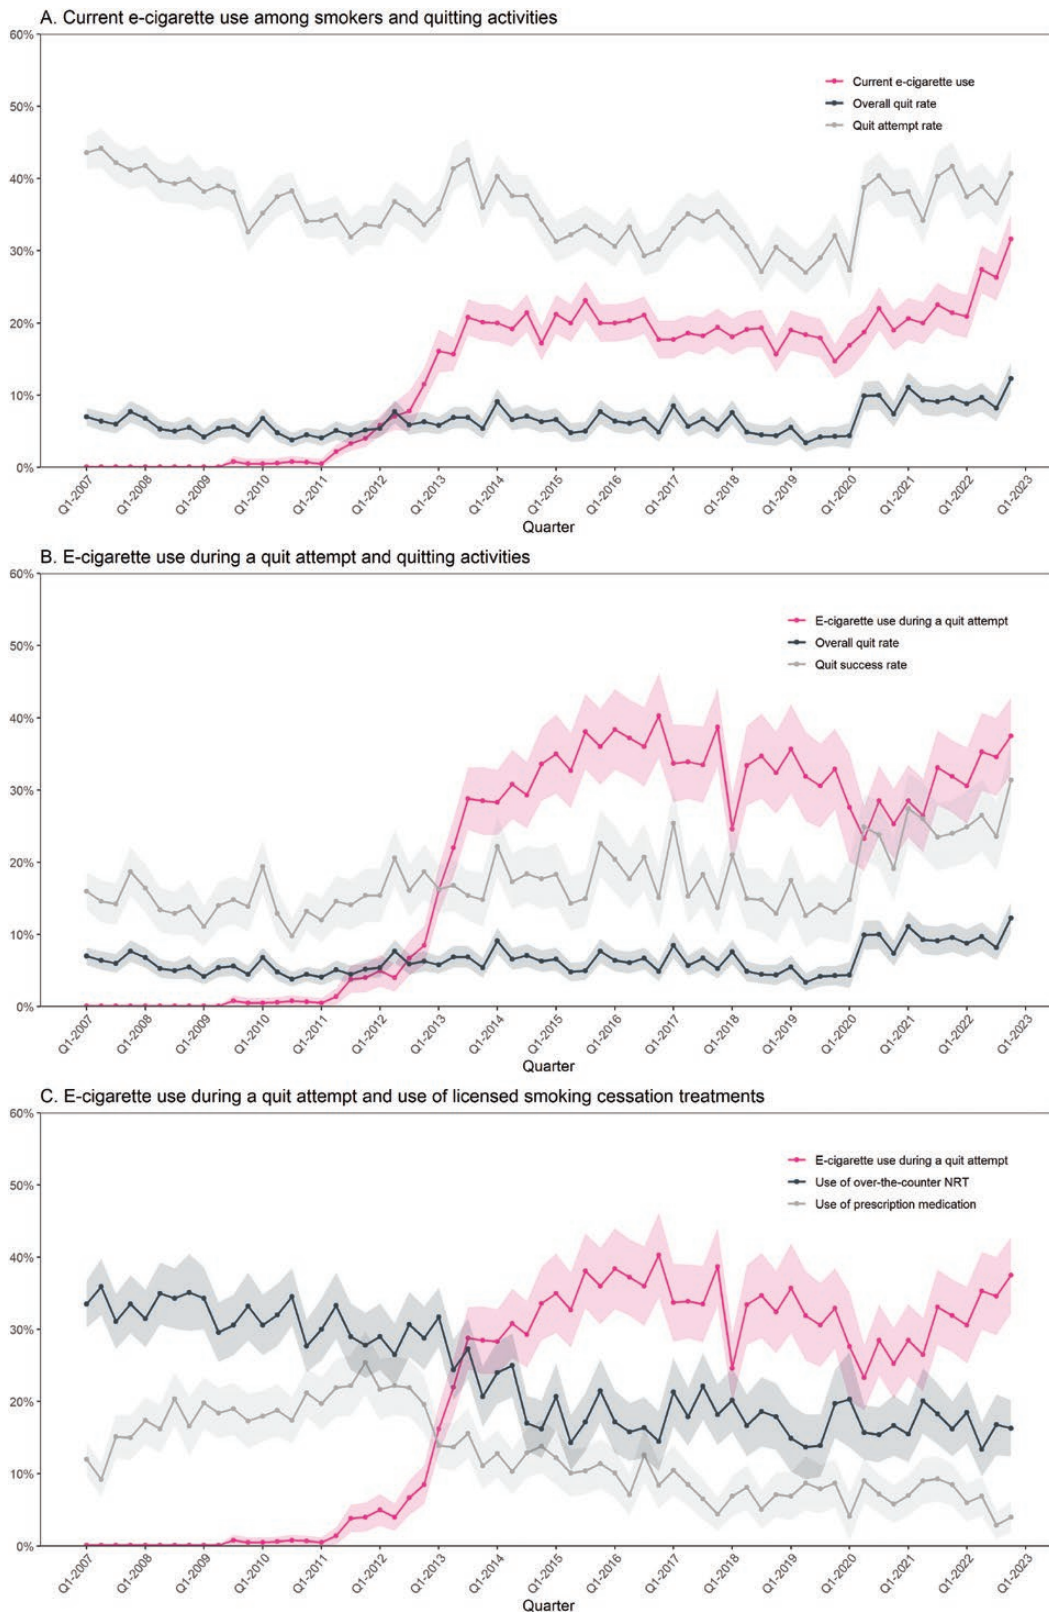 A. Current e-cigarette use among smokers and quitting activities
60%
50%
40%
30%
20%
10%
0%
Current e-cigarette use
Overall quit rate
Quit attempt rate
Q1-2007
Q1-2008
Q1-2009
Q1-2010
Q1-2011
Q1-2012
Q1-2013
Q1-2014
Q1-2015
Q1-2016
Q1-2017
Q1-2018
Q1-2019
Q1-2020
Q1-2021
Q1-2022
Q1-2023
Quarter
B. E-cigarette use during a quit attempt and quitting activities
60%
50%
40%
30%
20%
10%
0%
E-cigarette use during a quit attempt
Overall quit rate
Quit success rate
Q1-2007
Q1-2008
Q1-2009
Q1-2010
Q1-2011
Q1-2012
Q1-2013
Q1-2014
Q1-2015
Q1-2016
Q1-2017
Q1-2018
Q1-2019
Q1-2020
Q1-2021
Q1-2022
Q1-2023
Quarter
C. E-cigarette use during a quit attempt and use of licensed smoking cessation treatments
60%
50%
40%
30%
20%
10%
0%
E-cigarette use during a quit attempt
Use of over-the-counter NRT
Use of prescription medication
Q1-2007
Q1-2008
Q1-2009
Q1-2010
Q1-2011
Q1-2012
Q1-2013
Q1-2014
Q1-2015
Q1-2016
Q1-2017
Q1-2018
Q1-2019
Q1-2020
Q1-2021
Q1-2022
Q1-2023
Quarter